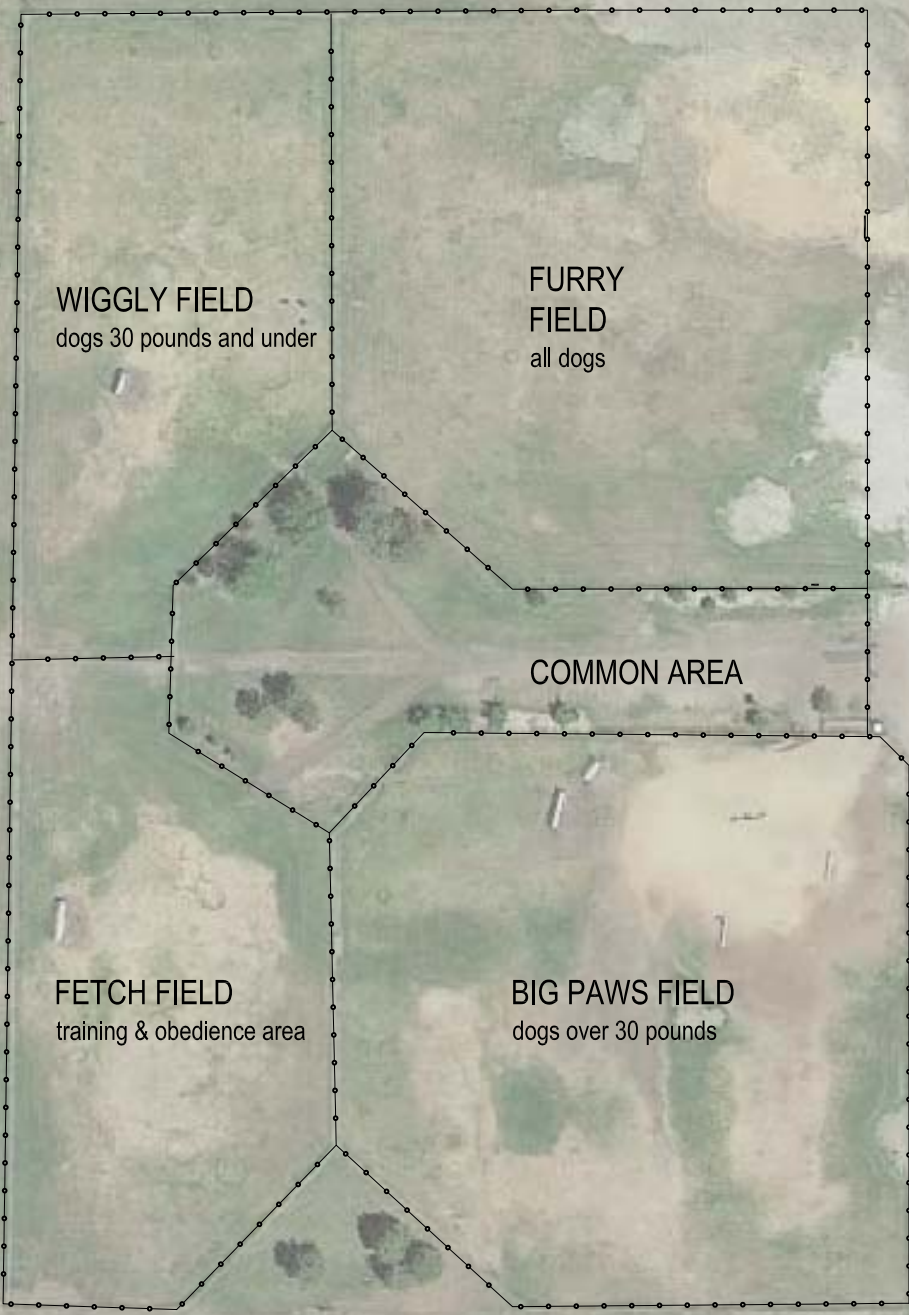 WIGGLY FIELD
dogs 30 pounds and under
FURRY
FIELD
all dogs
COMMON AREA
FETCH FIELD
training & obedience area
BIG PAWS FIELD
dogs over 30 pounds